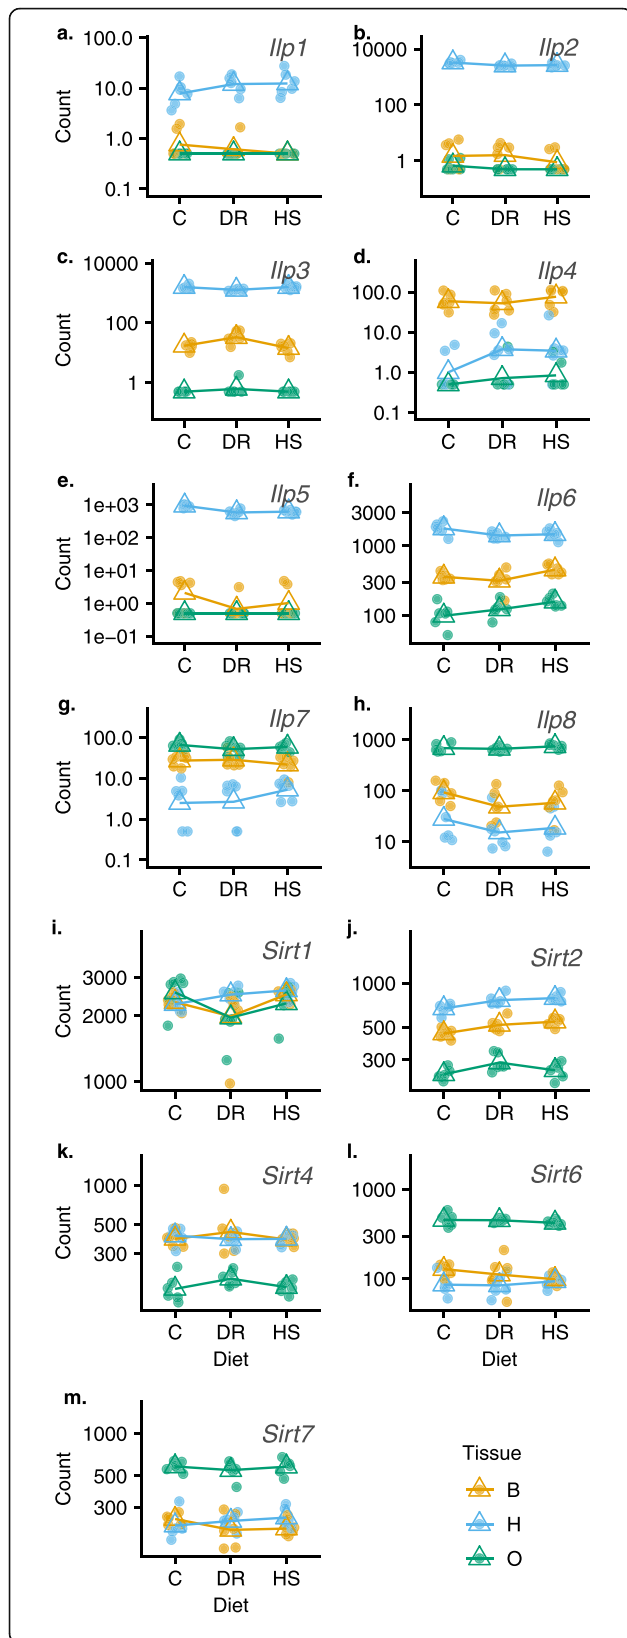 a. Ilp1
Count
100.0
10.0
1.0
0.1
C DR HS
b. Ilp2
10000
100
1
C DR HS
c. Ilp3
Count
10000
100
1
C DR HS
d. Ilp4
100.0
10.0
1.0
0.1
C DR HS
e. Ilp5
Count
1e+03
1e+02
1e+01
1e+00
1e−01
C DR HS
f. Ilp6
3000
1000
300
100
C DR HS
g. Ilp7
Count
100.0
10.0
1.0
0.1
C DR HS
h. Ilp8
1000
100
10
C DR HS
i. Sirt1
Count
3000
2000
1000
C DR HS
j. Sirt2
1000
500
300
C DR HS
k. Sirt4
Count
1000
500
300
C DR HS
Diet
l. Sirt6
1000
300
100
C DR HS
Diet
m. Sirt7
Count
1000
500
300
C DR HS
Diet
Tissue
B
H
O